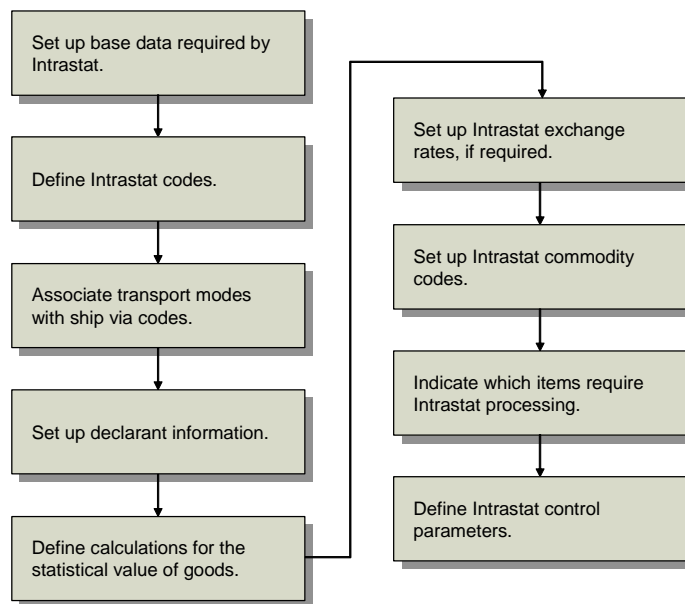 Set up base data required by
Intrastat.
Define Intrastat codes.
Associate transport modes
with ship via codes.
Set up declarant information.
Define calculations for the
statistical value of goods.
Set up Intrastat exchange
rates, if required.
Set up Intrastat commodity
codes.
Indicate which items require
Intrastat processing.
Define Intrastat control
parameters.